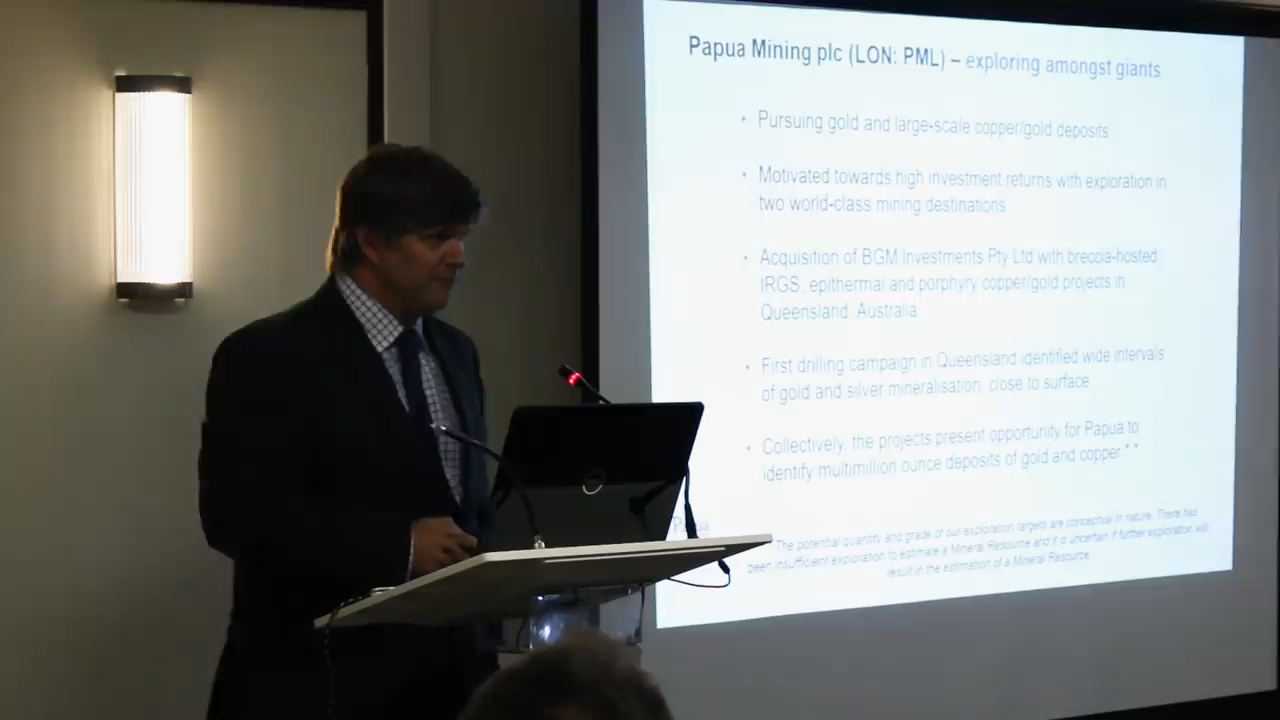 Papua Mining plc (LON: PML) – exploring amongst giants
• Pursuing gold and large-scale copper/gold deposits
• Motivated towards high investment returns with exploration in
two world-class mining destinations
• Acquisition of BGM Investments Pty Ltd with breccia-hosted
IRGS, epithermal and porphyry copper/gold projects in
Queensland, Australia
• First drilling campaign in Queensland identified wide intervals
of gold and silver mineralisation, close to surface
• Collectively, the projects present opportunity for Papua to
identify multimillion ounce deposits of gold and copper **
Papua
The potential quantity and grade of our exploration targets are conceptual in nature. There has
been insufficient exploration to estimate a Mineral Resource and it is uncertain if further exploration will
result in the estimation of a Mineral Resource
DELL